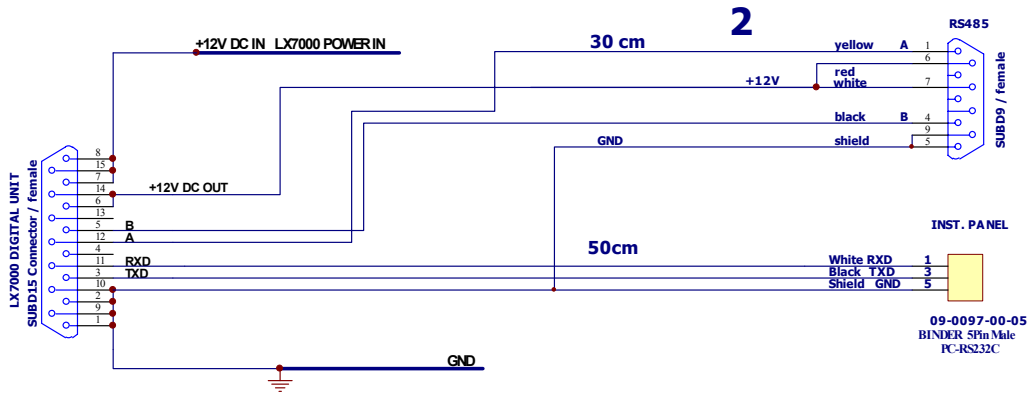 2
RS485
+12V DC IN LX7000 POWER IN
30 cm
yellow A 1
6
red
+12V
white 7
black B 4
9
GND
shield 5
SUBD9 / female
LX7000 DIGITAL UNIT
SUBD15 Connector / female
8
15
7
14
+12V DC OUT
6
13
5 B
12 A
4
11 RXD
3 TXD
10
2
9
1
50cm
INST. PANEL
White RXD 1
Black TXD 3
Shield GND 5
09-0097-00-05
BINDER 5Pin Male
PC-RS232C
GND